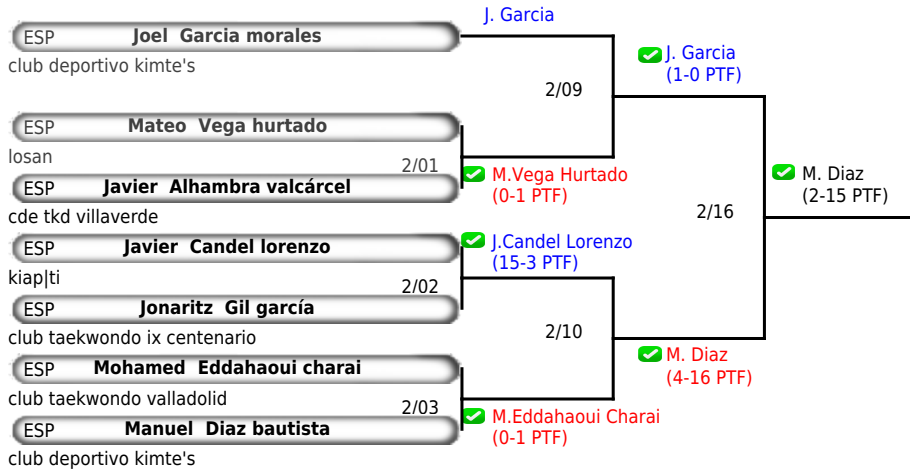 J. Garcia
ESP Joel Garcia morales
club deportivo kimte's
J. Garcia
(1-0 PTF)
2/09
ESP Mateo Vega hurtado
losan
2/01
M.Vega Hurtado
(0-1 PTF)
ESP Javier Alhambra valcárcel
cde tkd villaverde
M. Diaz
(2-15 PTF)
2/16
ESP Javier Candel lorenzo
kiap|ti
J.Candel Lorenzo
(15-3 PTF)
2/02
ESP Jonaritz Gil garcía
club taekwondo ix centenario
2/10
ESP Mohamed Eddahaoui charai
club taekwondo valladolid
M. Diaz
(4-16 PTF)
2/03
M.Eddahaoui Charai
(0-1 PTF)
ESP Manuel Diaz bautista
club deportivo kimte's